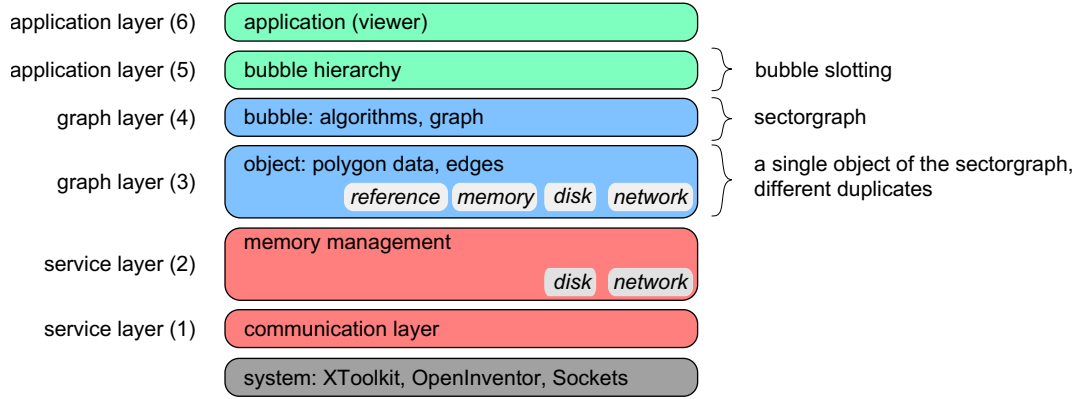 application layer (6) application (viewer)
application layer (5) bubble hierarchy bubble slotting
graph layer (4) bubble: algorithms, graph sectorgraph
graph layer (3) object: polygon data, edges a single object of the sectorgraph,
different duplicates
reference memory disk network
service layer (2) memory management
disk network
service layer (1) communication layer
system: XToolkit, OpenInventor, Sockets